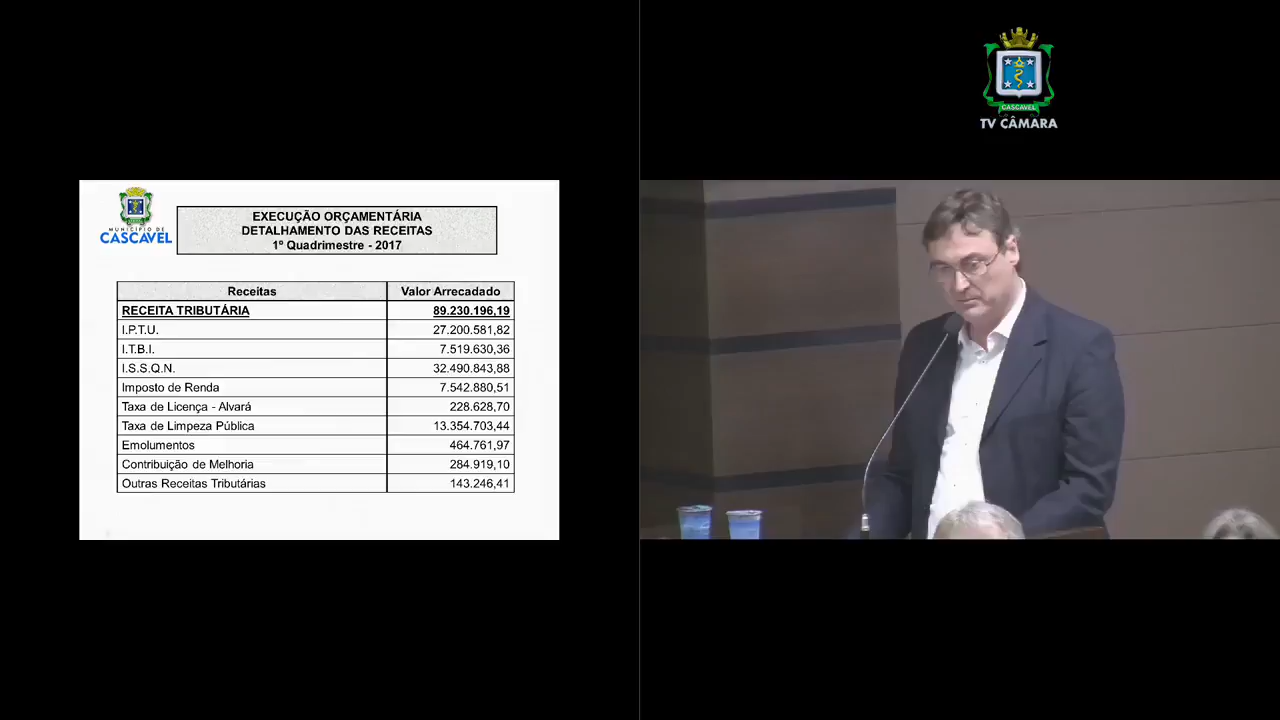 MUNICÍPIO DE
CASCAVEL
EXECUÇÃO ORÇAMENTÁRIA
DETALHAMENTO DAS RECEITAS
1º Quadrimestre - 2017
Receitas Valor Arrecadado
RECEITA TRIBUTÁRIA 89.230.196,19
I.P.T.U. 27.200.581,82
I.T.B.I. 7.519.630,36
I.S.S.Q.N. 32.490.843,88
Imposto de Renda 7.542.880,51
Taxa de Licença - Alvará 228.628,70
Taxa de Limpeza Pública 13.354.703,44
Emolumentos 464.761,97
Contribuição de Melhoria 284.919,10
Outras Receitas Tributárias 143.246,41
CASCAVEL
TV CÂMARA